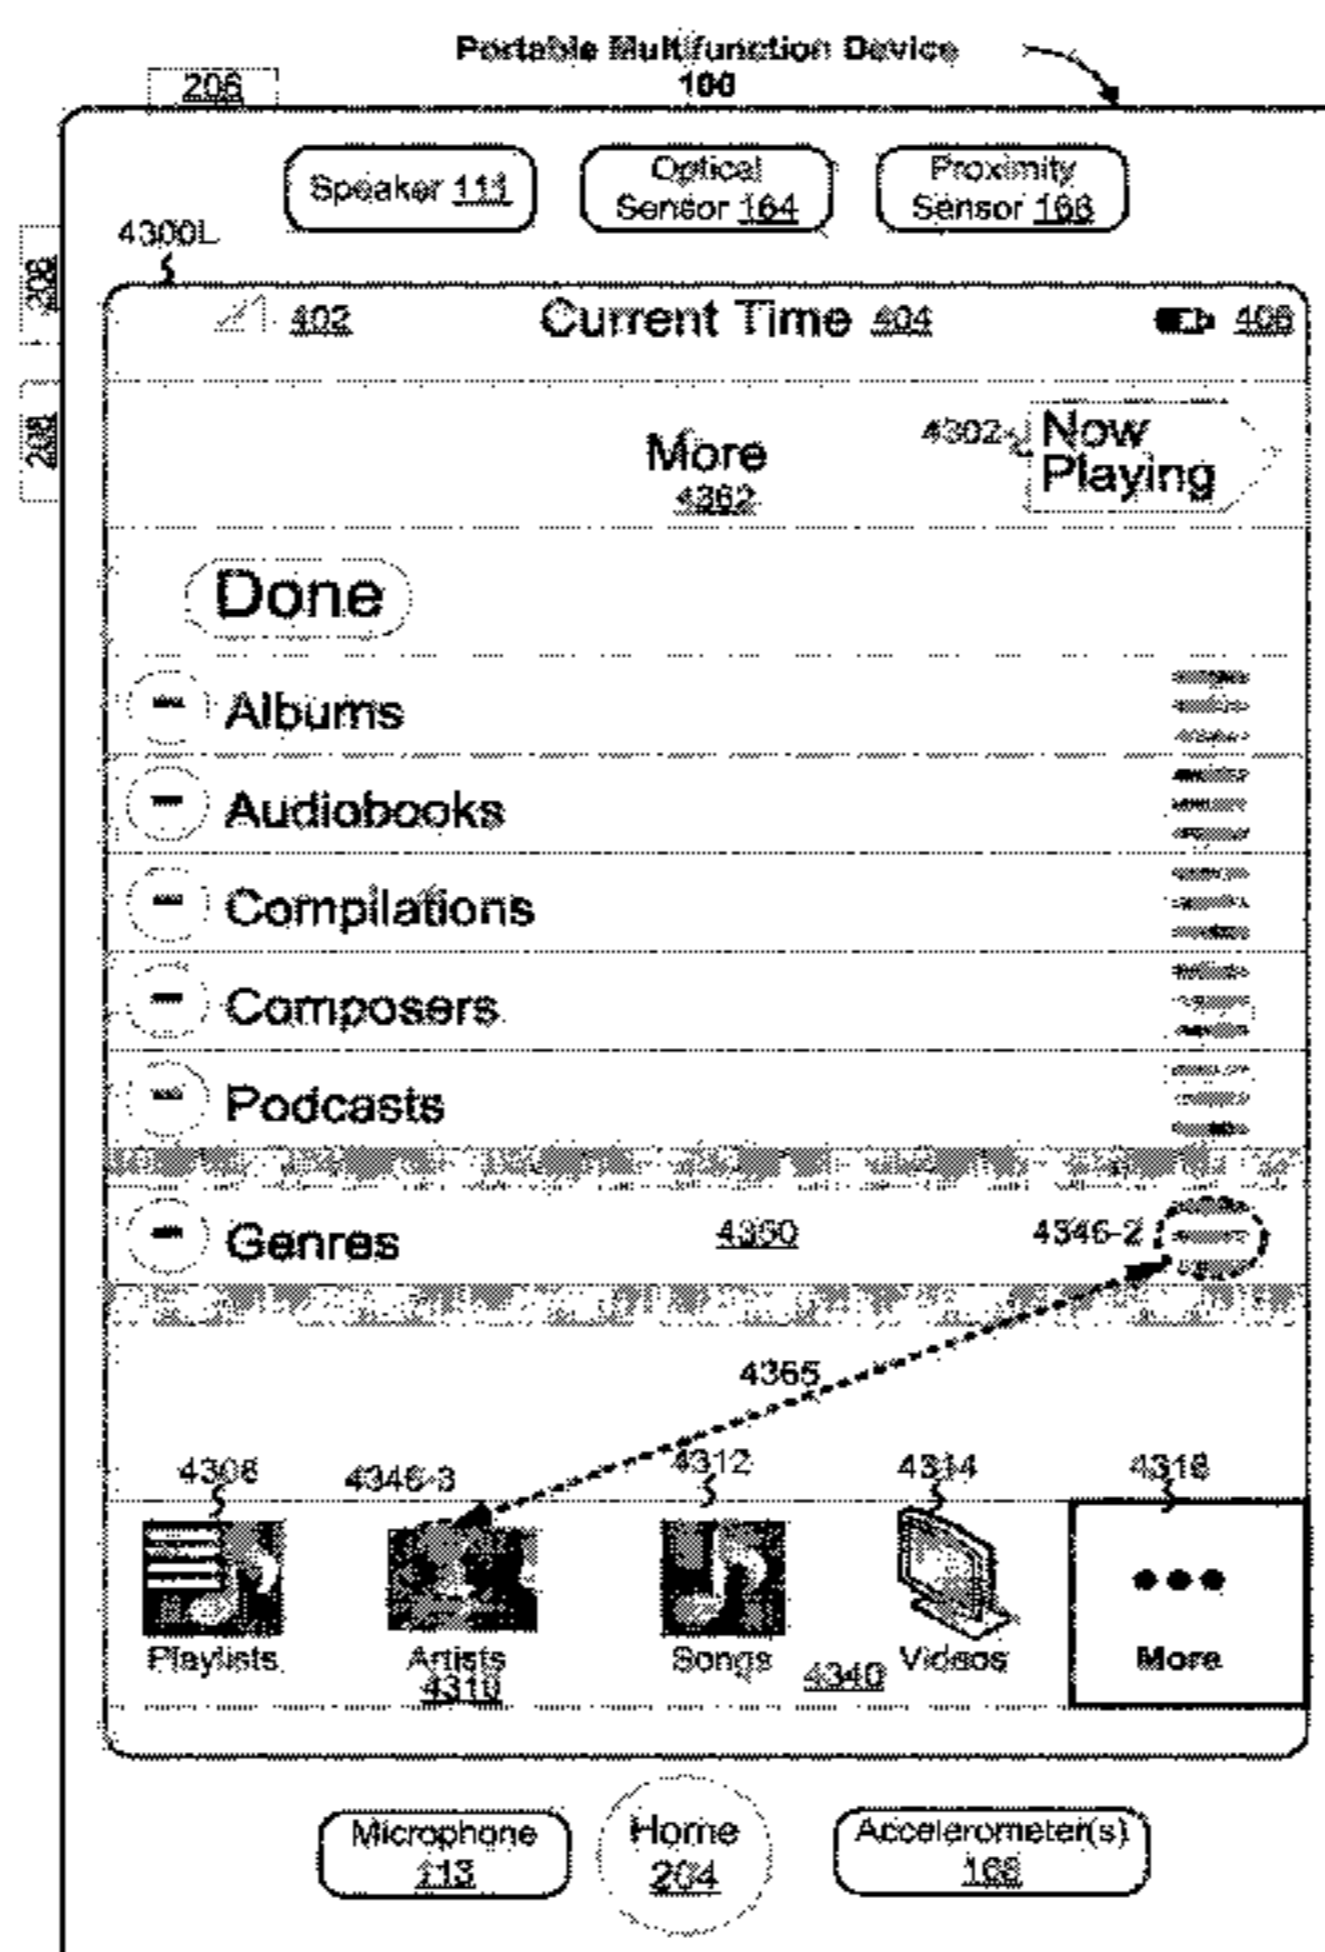 Portable Multifunction Device
100
206
Speaker 111
Optical
Sensor 164
Proximity
Sensor 166
4300L
208
402
Current Time 404
406
208
More
4362
4302
Now
Playing
Done
Albums
Audiobooks
Compilations
Composers
Podcasts
Genres
4360
4346-2
4365
4308
4346-3
4312
4314
4316
Playlists
Artists
4310
Songs
4340
Videos
More
Microphone
113
Home
204
Accelerometer(s)
168